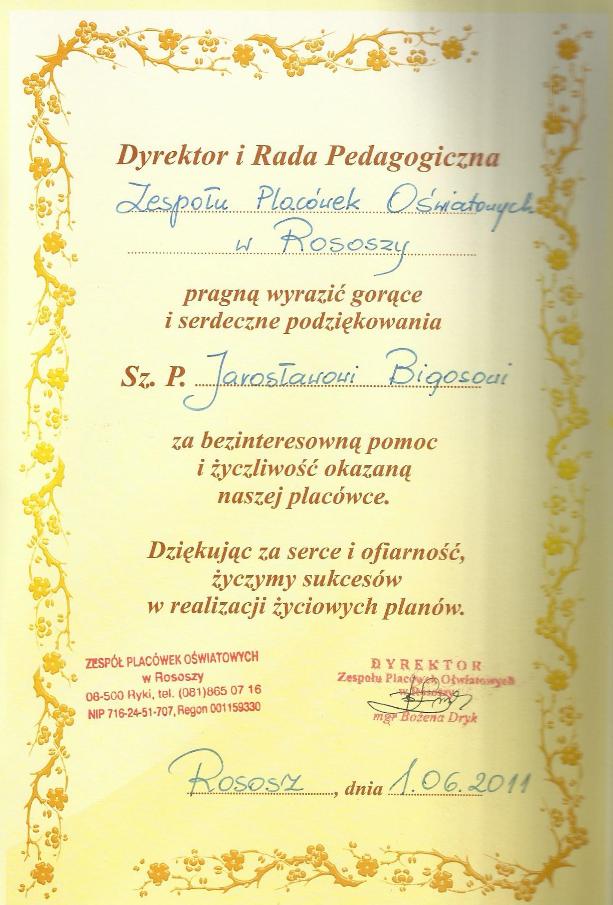 Dyrektor i Rada Pedagogiczna
Zespołu Placówek Oświatowych
w Rososzy
pragną wyrazić gorące
i serdeczne podziękowania
Sz. P. Jarosławowi Bigosowi
za bezinteresowną pomoc
i życzliwość okazaną
naszej placówce.
Dziękując za serce i ofiarność,
życzymy sukcesów
w realizacji życiowych planów.
ZESPÓŁ PLACÓWEK OŚWIATOWYCH
w Rososzy
08-500 Ryki, tel. (081)865 07 16
NIP 716-24-51-707, Regon 001159330
DYREKTOR
Zespołu Placówek Oświatowych
w Rososzy
mgr Bożena Dryk
Rososz, dnia 1.06.2011